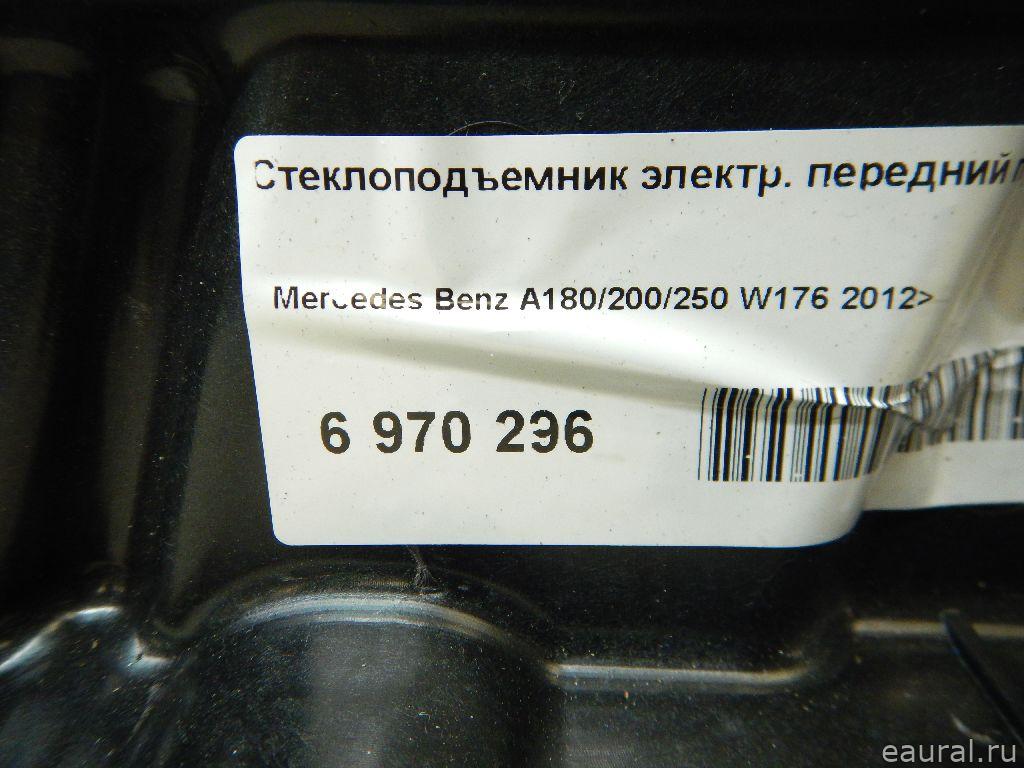 Стеклоподъемник электр. передний
Mercedes Benz A180/200/250 W176 2012>
6 970 296
eaural.ru